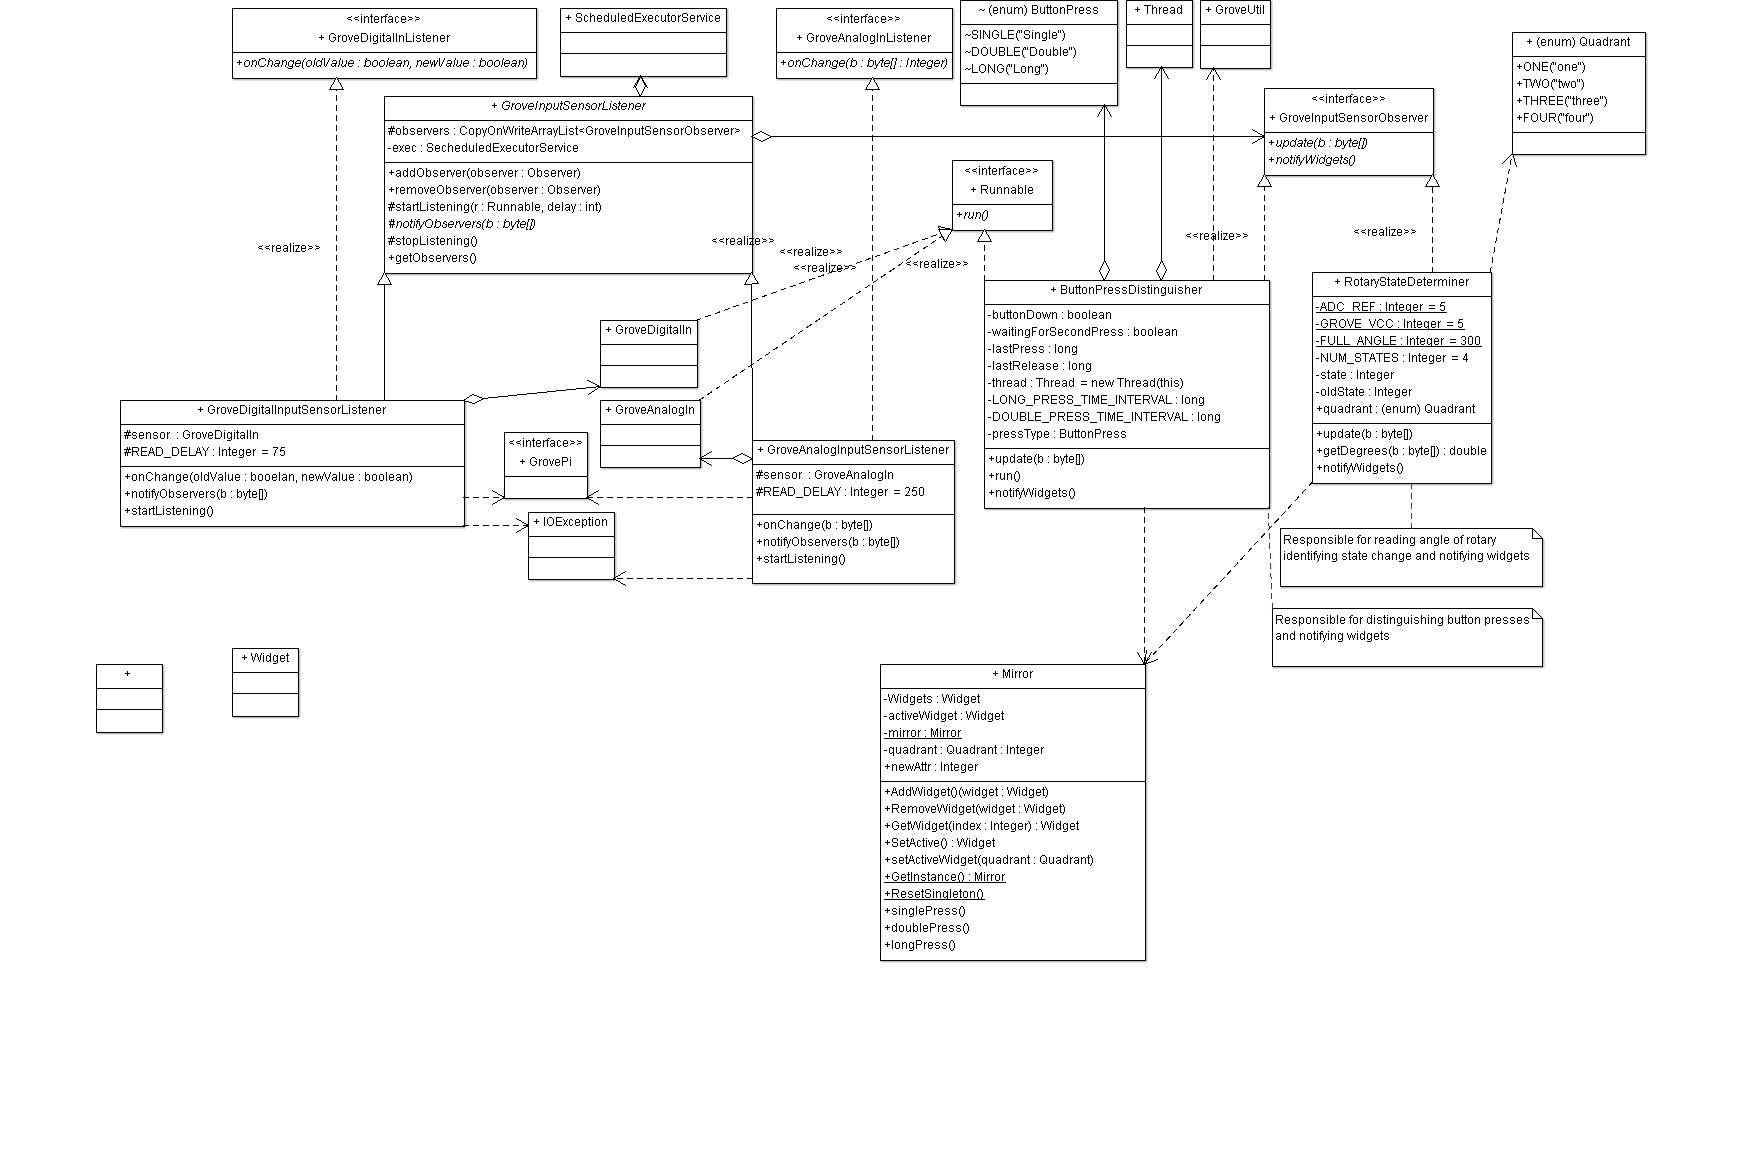 <<interface>>
+ GroveDigitalInListener
+onChange(oldValue : boolean, newValue : boolean)
+ ScheduledExecutorService
<<interface>>
+ GroveAnalogInListener
+onChange(b : byte[] : Integer)
~ (enum) ButtonPress
~SINGLE("Single")
~DOUBLE("Double")
~LONG("Long")
+ Thread
+ GroveUtil
+ (enum) Quadrant
+ONE("one")
+TWO("two")
+THREE("three")
+FOUR("four")
<<interface>>
+ GroveInputSensorObserver
+update(b : byte[])
+notifyWidgets()
+ GroveInputSensorListener
#observers : CopyOnWriteArrayList<GroveInputSensorObserver>
-exec : SecheduledExecutorService
+addObserver(observer : Observer)
+removeObserver(observer : Observer)
#startListening(r : Runnable, delay : int)
#notifyObservers(b : byte[])
#stopListening()
+getObservers()
<<interface>>
+ Runnable
+run()
<<realize>>
<<realize>>
<<realize>>
<<realize>>
<<realize>>
<<realize>>
<<realize>>
+ ButtonPressDistinguisher
-buttonDown : boolean
-waitingForSecondPress : boolean
-lastPress : long
-lastRelease : long
-thread : Thread = new Thread(this)
-LONG_PRESS_TIME_INTERVAL : long
-DOUBLE_PRESS_TIME_INTERVAL : long
-pressType : ButtonPress
+update(b : byte[])
+run()
+notifyWidgets()
+ RotaryStateDeterminer
-ADC_REF : Integer = 5
-GROVE_VCC : Integer = 5
-FULL_ANGLE : Integer = 300
-NUM_STATES : Integer = 4
-state : Integer
-oldState : Integer
+quadrant : (enum) Quadrant
+update(b : byte[])
+getDegrees(b : byte[]) : double
+notifyWidgets()
+ GroveDigitalIn
+ GroveAnalogIn
+ GroveDigitalInputSensorListener
#sensor : GroveDigitalIn
#READ_DELAY : Integer = 75
+onChange(oldValue : booelan, newValue : boolean)
+notifyObservers(b : byte[])
+startListening()
<<interface>>
+ GrovePi
+ IOException
+ GroveAnalogInputSensorListener
#sensor : GroveAnalogIn
#READ_DELAY : Integer = 250
+onChange(b : byte[])
+notifyObservers(b : byte[])
+startListening()
Responsible for reading angle of rotary
identifying state change and notifying widgets
Responsible for distinguishing button presses
and notifying widgets
+
+ Widget
+ Mirror
-Widgets : Widget
-activeWidget : Widget
-mirror : Mirror
-quadrant : Quadrant : Integer
+newAttr : Integer
+AddWidget()(widget : Widget)
+RemoveWidget(widget : Widget)
+GetWidget(index : Integer) : Widget
+SetActive() : Widget
+setActiveWidget(quadrant : Quadrant)
+GetInstance() : Mirror
+ResetSingleton()
+singlePress()
+doublePress()
+longPress()